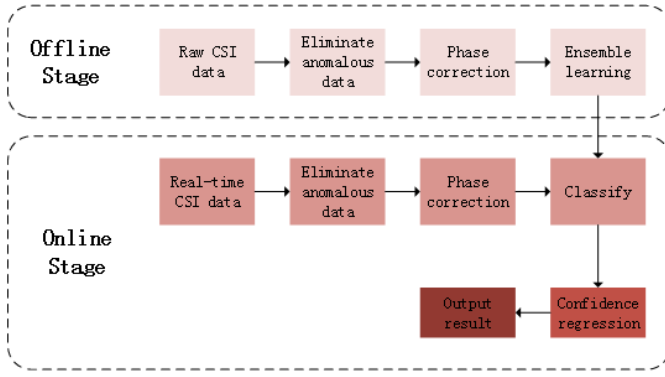 Offline
Stage
Raw CSI
data
Eliminate
anomalous
data
Phase
correction
Ensemble
learning
Online
Stage
Real-time
CSI data
Eliminate
anomalous
data
Phase
correction
Classify
Output
result
Confidence
regression